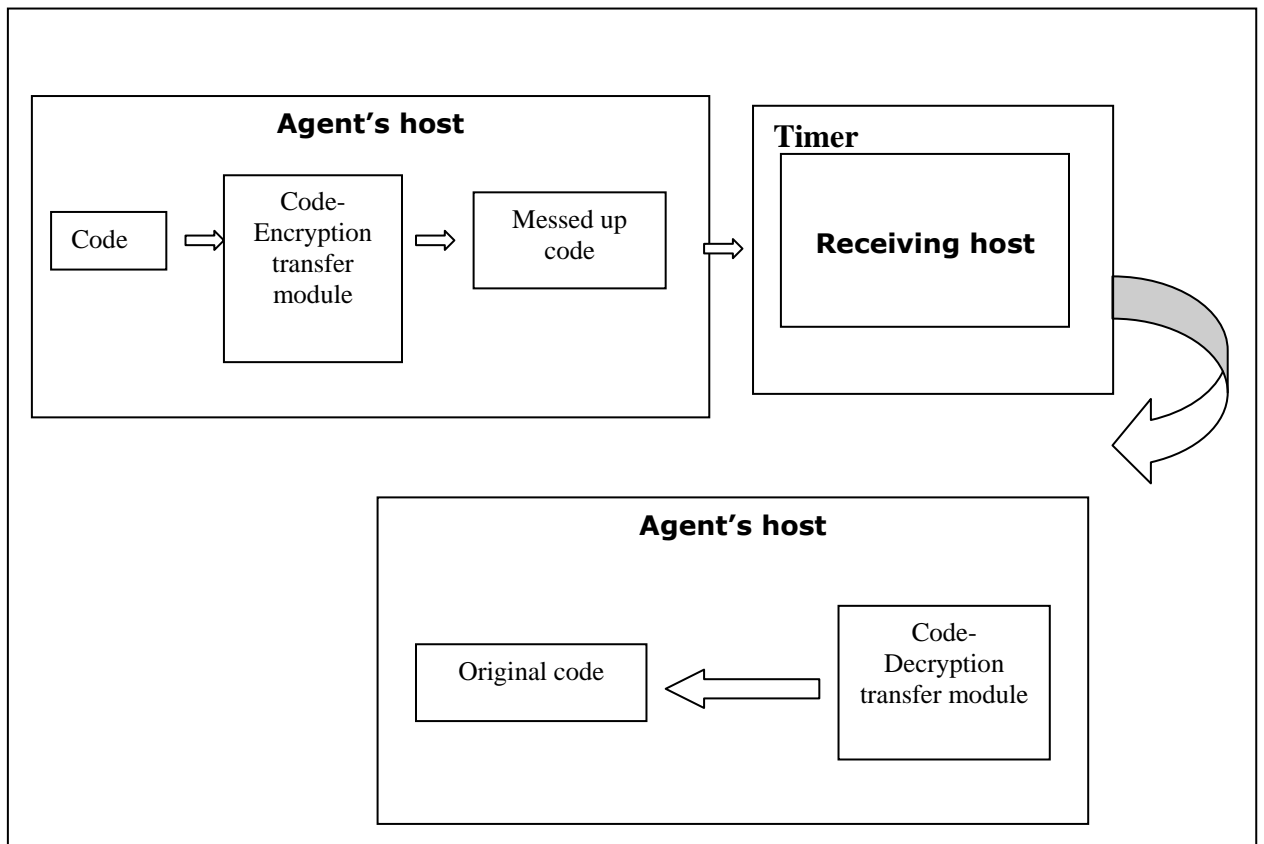 Agent’s host
Code
Code-
Encryption
transfer
module
Messed up
code
Timer
Receiving host
Agent’s host
Original code
Code-
Decryption
transfer module